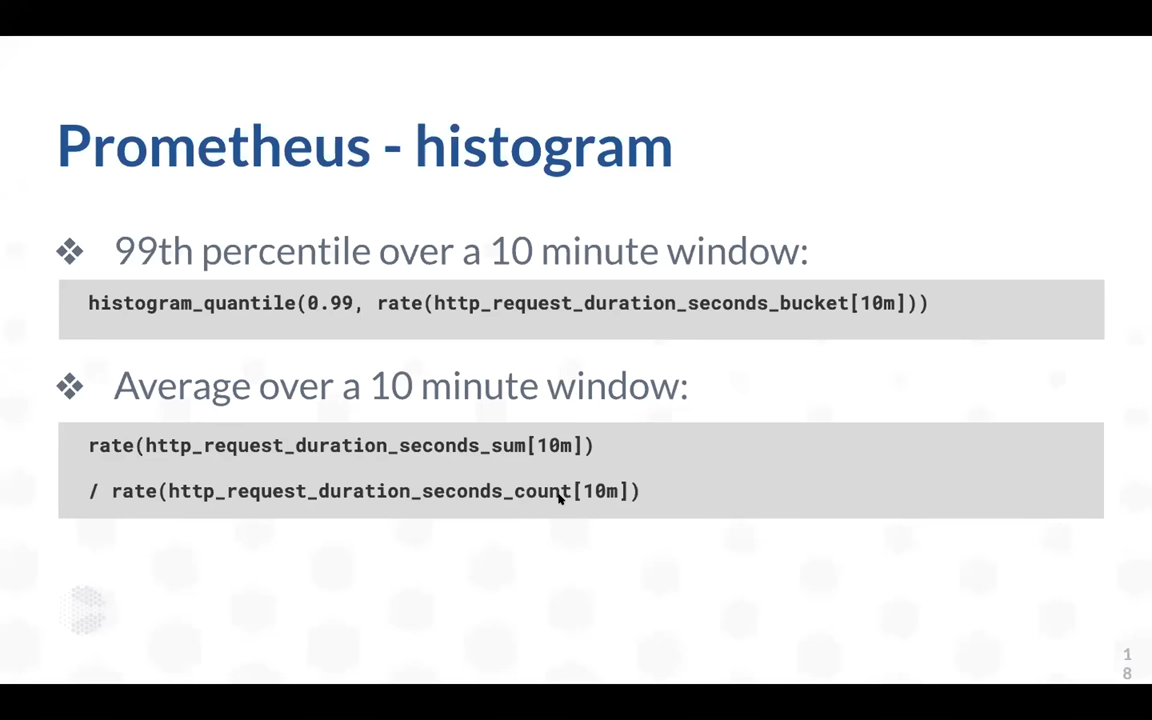 Prometheus - histogram
❖ 99th percentile over a 10 minute window:
histogram_quantile(0.99, rate(http_request_duration_seconds_bucket[10m]))
❖ Average over a 10 minute window:
rate(http_request_duration_seconds_sum[10m])
/ rate(http_request_duration_seconds_count[10m])
1
8